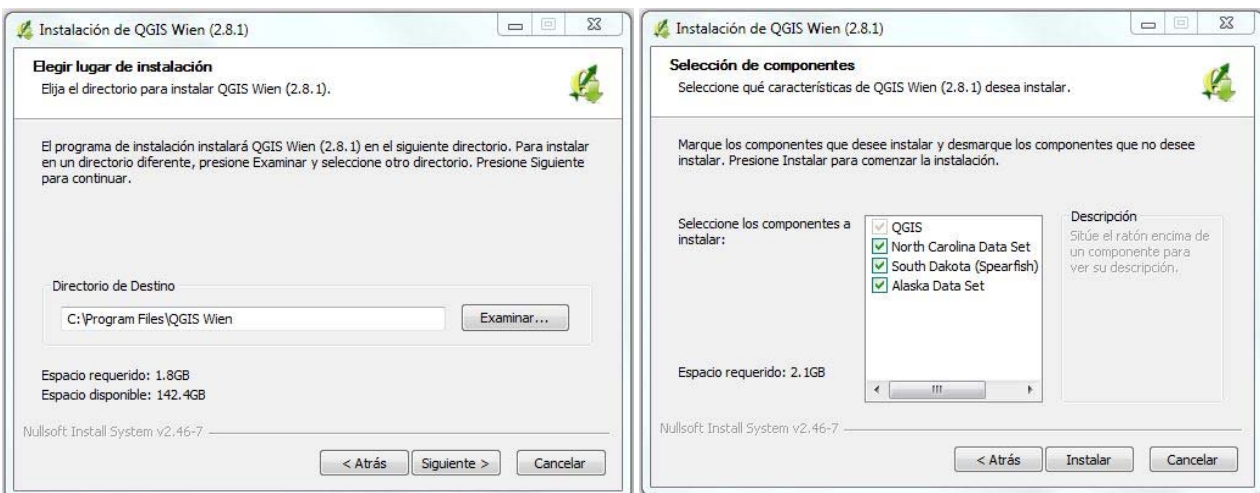 Instalación de QGIS Wien (2.8.1)
Elegir lugar de instalación
Elija el directorio para instalar QGIS Wien (2.8.1).
El programa de instalación instalará QGIS Wien (2.8.1) en el siguiente directorio. Para instalar
en un directorio diferente, presione Examinar y seleccione otro directorio. Presione Siguiente
para continuar.
Directorio de Destino
C:\Program Files\QGIS Wien
Examinar...
Espacio requerido: 1.8GB
Espacio disponible: 142.4GB
Nullsoft Install System v2.46-7
< Atrás
Siguiente >
Cancelar
Instalación de QGIS Wien (2.8.1)
Selección de componentes
Seleccione qué características de QGIS Wien (2.8.1) desea instalar.
Marque los componentes que desee instalar y desmarque los componentes que no desee
instalar. Presione Instalar para comenzar la instalación.
Seleccione los componentes a
instalar:
QGIS
North Carolina Data Set
South Dakota (Spearfish)
Alaska Data Set
Descripción
Sitúe el ratón encima de
un componente para
ver su descripción.
Espacio requerido: 2.1GB
Nullsoft Install System v2.46-7
< Atrás
Instalar
Cancelar